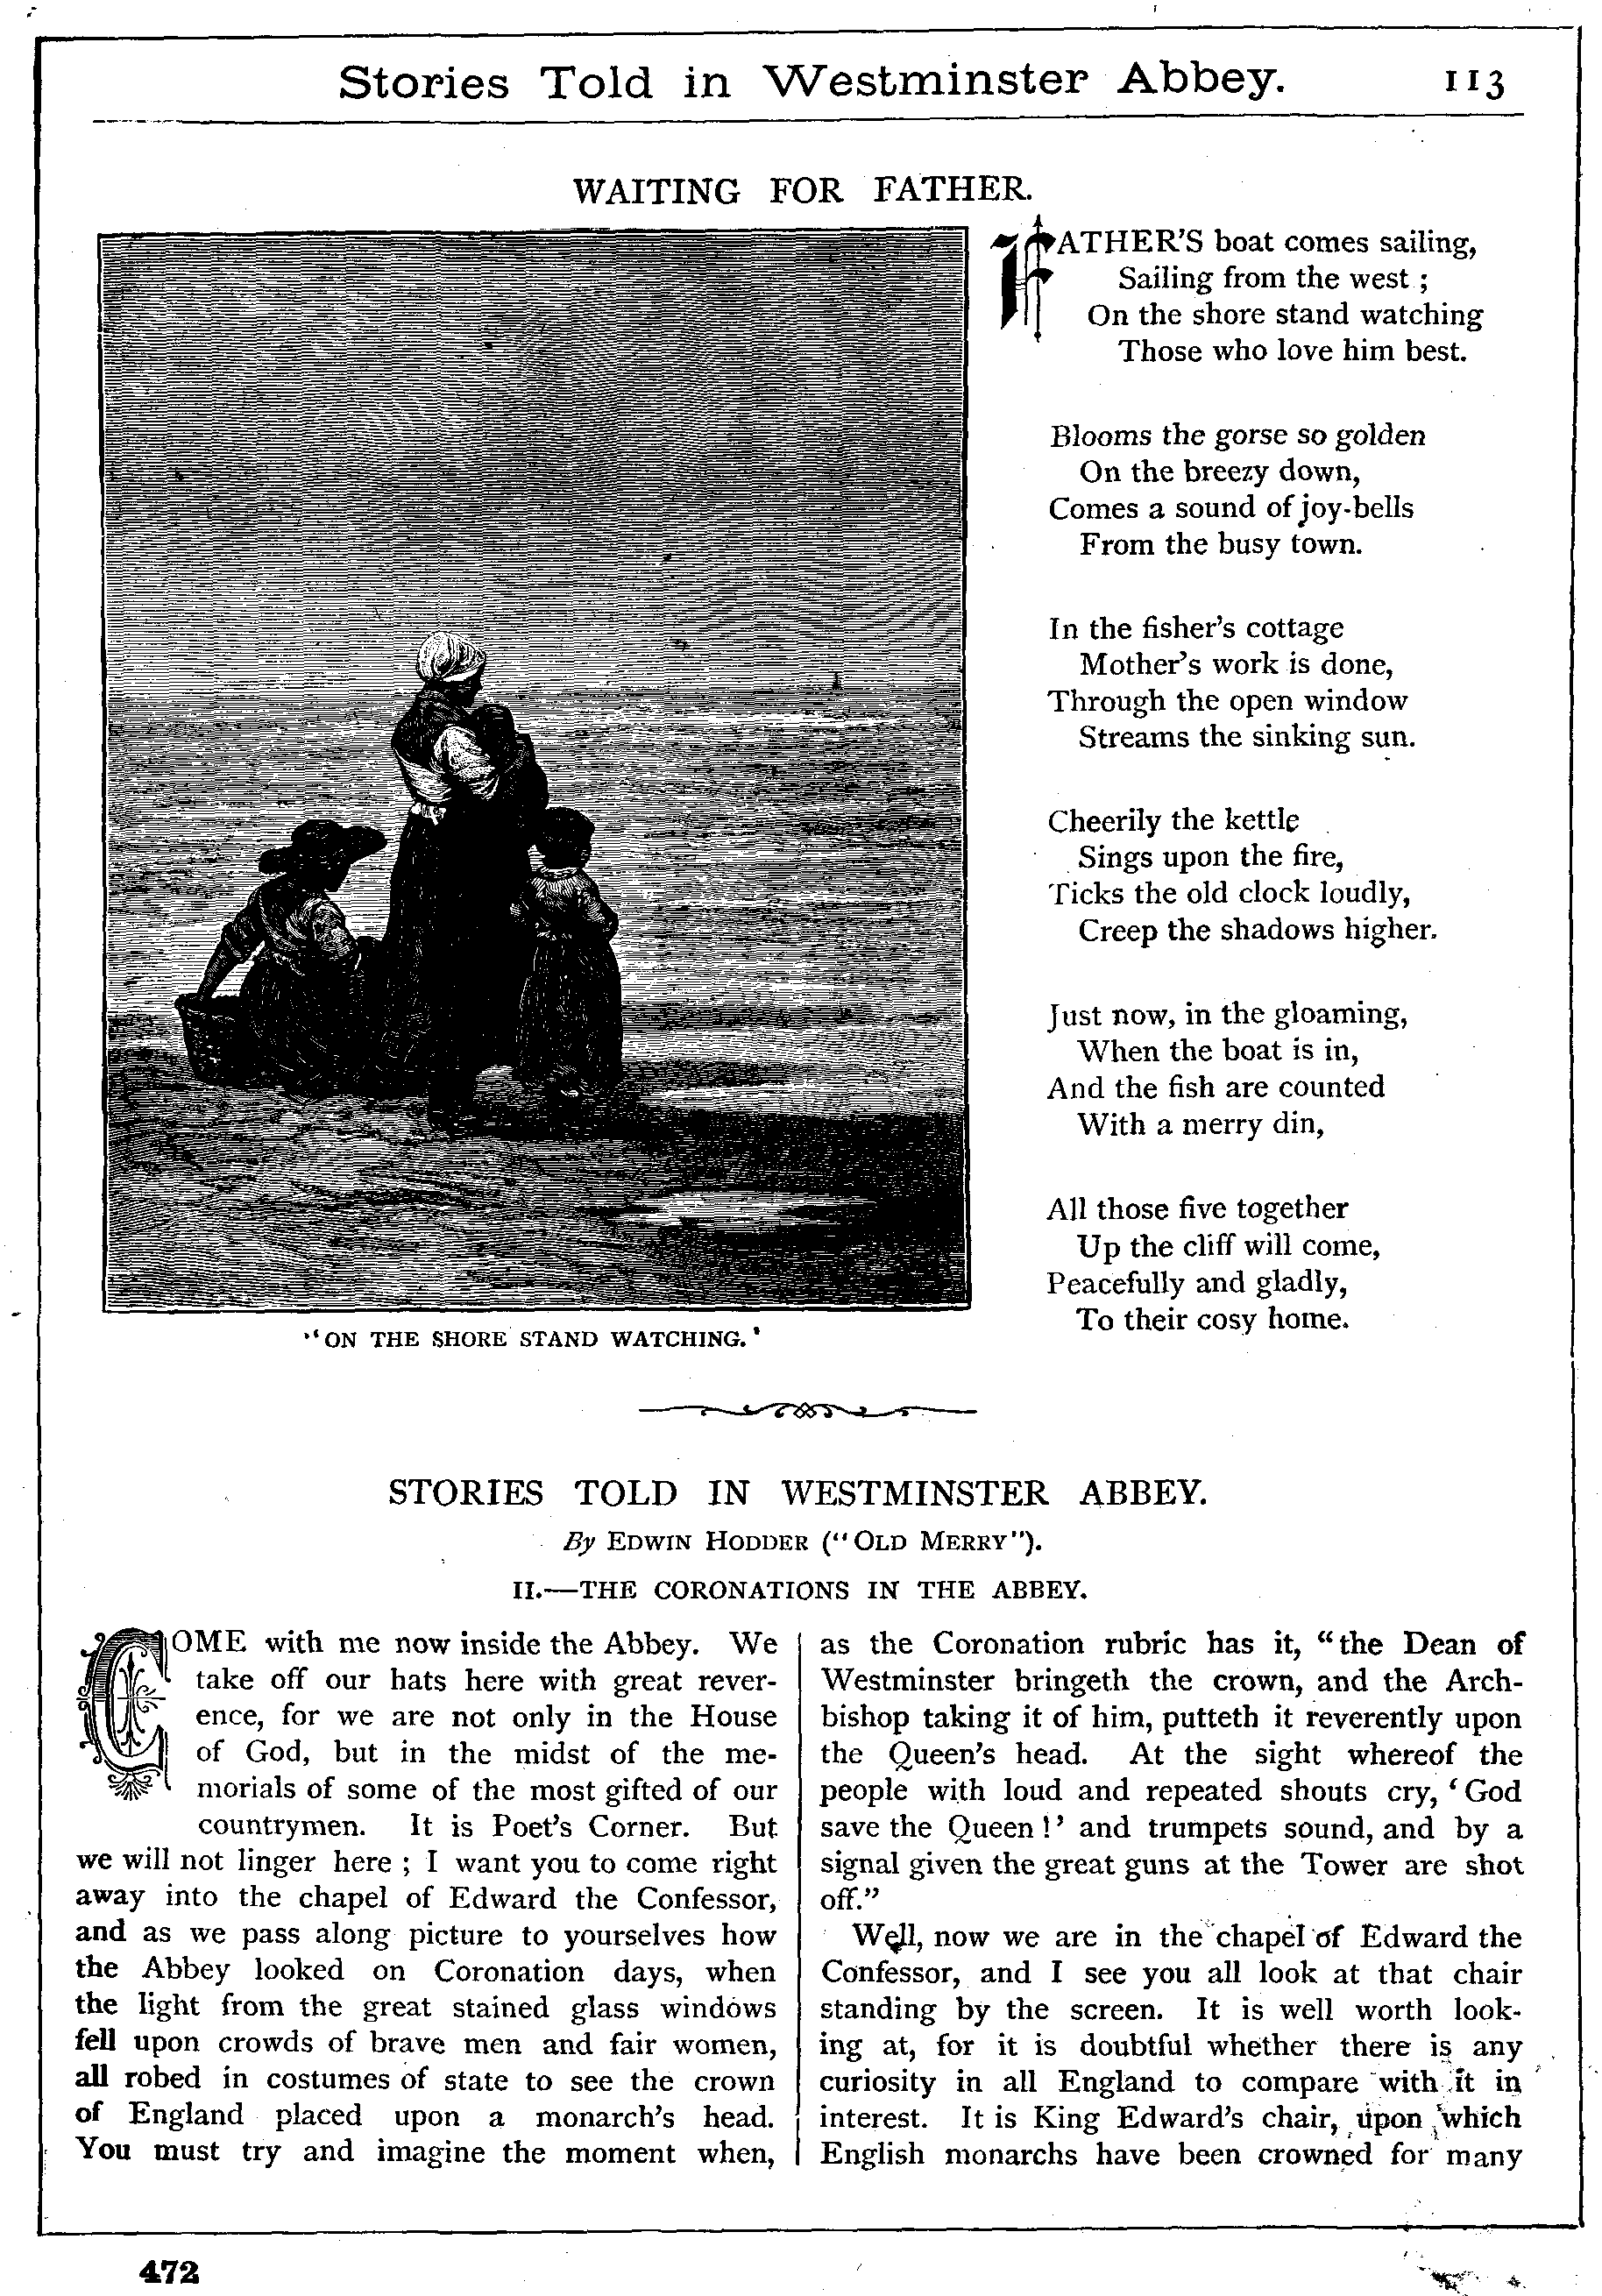 Stories Told in Westminster Abbey. 113
WAITING FOR FATHER.
FATHER'S boat comes sailing,
Sailing from the west ;
On the shore stand watching
Those who love him best.
Blooms the gorse so golden
On the breezy down,
Comes a sound of joy-bells
From the busy town.
In the fisher's cottage
Mother's work is done,
Through the open window
Streams the sinking sun.
Cheerily the kettle
Sings upon the fire,
Ticks the old clock loudly,
Creep the shadows higher.
Just now, in the gloaming,
When the boat is in,
And the fish are counted
With a merry din,
All those five together
Up the cliff will come,
Peacefully and gladly,
To their cosy home.
"ON THE SHORE STAND WATCHING."
STORIES TOLD IN WESTMINSTER ABBEY.
By EDWIN HODDER ("OLD MERRY").
II.—THE CORONATIONS IN THE ABBEY.
COME with me now inside the Abbey. We
take off our hats here with great rever-
ence, for we are not only in the House
of God, but in the midst of the me-
morials of some of the most gifted of our
countrymen. It is Poet's Corner. But
we will not linger here ; I want you to come right
away into the chapel of Edward the Confessor,
and as we pass along picture to yourselves how
the Abbey looked on Coronation days, when
the light from the great stained glass windows
fell upon crowds of brave men and fair women,
all robed in costumes of state to see the crown
of England placed upon a monarch's head.
You must try and imagine the moment when,
as the Coronation rubric has it, "the Dean of
Westminster bringeth the crown, and the Arch-
bishop taking it of him, putteth it reverently upon
the Queen's head. At the sight whereof the
people with loud and repeated shouts cry, 'God
save the Queen !' and trumpets sound, and by a
signal given the great guns at the Tower are shot
off."
Well, now we are in the chapel of Edward the
Confessor, and I see you all look at that chair
standing by the screen. It is well worth look-
ing at, for it is doubtful whether there is any
curiosity in all England to compare with it in
interest. It is King Edward's chair, upon which
English monarchs have been crowned for many
472